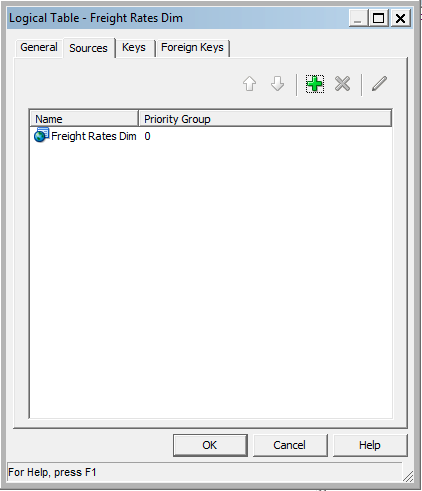 Logical Table - Freight Rates Dim
General Sources Keys Foreign Keys
Name Priority Group
Freight Rates Dim 0
OK Cancel Help
For Help, press F1